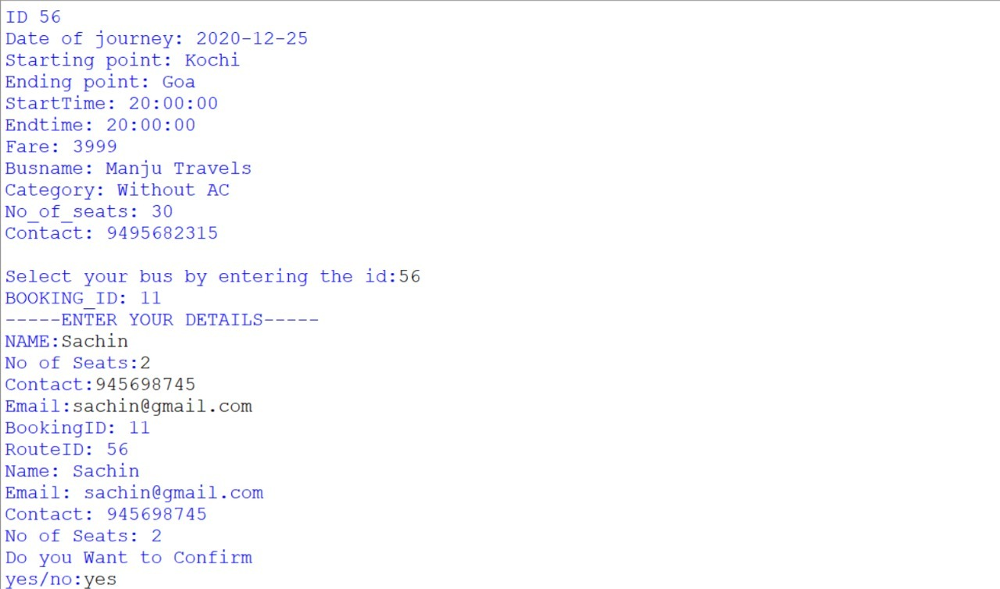 ID 56
Date of journey: 2020-12-25
Starting point: Kochi
Ending point: Goa
StartTime: 20:00:00
Endtime: 20:00:00
Fare: 3999
Busname: Manju Travels
Category: Without AC
No_of_seats: 30
Contact: 9495682315
Select your bus by entering the id:56
BOOKING_ID: 11
-----ENTER YOUR DETAILS-----
NAME:Sachin
No of Seats:2
Contact:945698745
Email:sachin@gmail.com
BookingID: 11
RouteID: 56
Name: Sachin
Email: sachin@gmail.com
Contact: 945698745
No of Seats: 2
Do you Want to Confirm
yes/no:yes